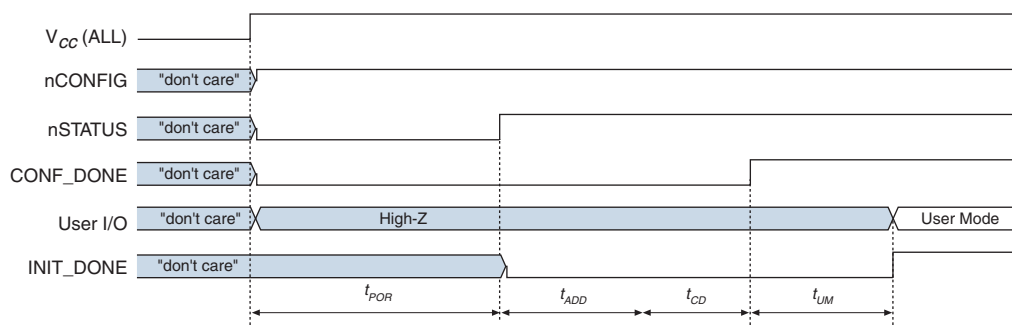 VCC (ALL)
nCONFIG "don't care"
nSTATUS "don't care"
CONF_DONE "don't care"
User I/O "don't care" High-Z User Mode
INIT_DONE "don't care"
tPOR tADD tCD tUM